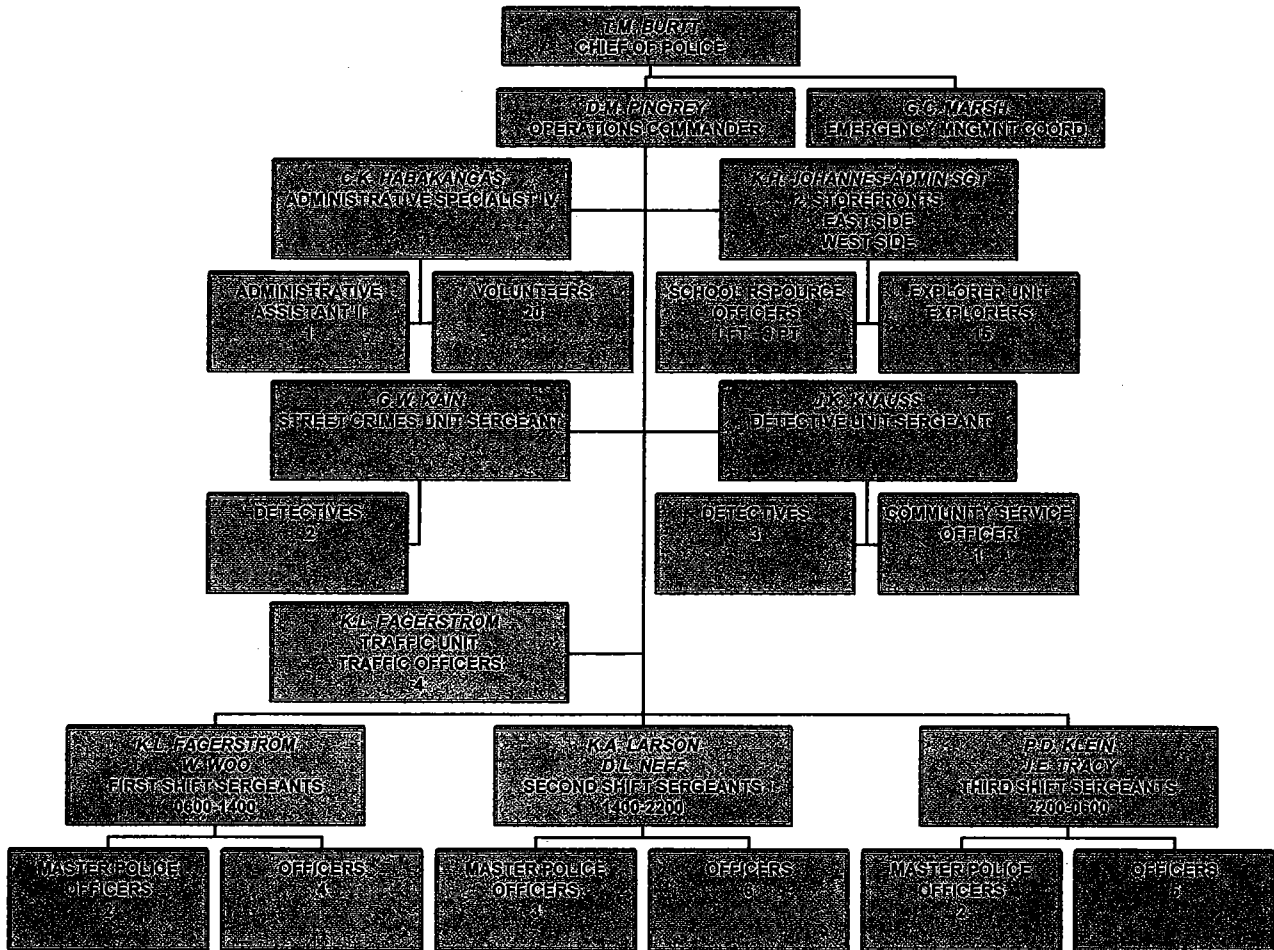 T.M. BURTT
CHIEF OF POLICE
D.M. PINGREY
OPERATIONS COMMANDER
G.C. MARSH
EMERGENCY MNGMNT COORD
C.K. HABAKANGAS
ADMINISTRATIVE SPECIALIST IV
K.H. JOHANNES-ADMIN SGT
2 STOREFRONTS
EAST SIDE
WEST SIDE
ADMINISTRATIVE
ASSISTANT II
1
VOLUNTEERS
20
SCHOOL RSPOURCE
OFFICERS
1 FT - PT
EXPLORER UNIT
EXPLORERS
15
G.W. KAIN
STREET CRIMES UNIT SERGEANT
J.K. KNAUSS
DETECTIVE UNIT SERGEANT
DETECTIVES
2
DETECTIVES
3
COMMUNITY SERVICE
OFFICER
1
K.L. FAGERSTROM
TRAFFIC UNIT
TRAFFIC OFFICERS
4
K.L. FAGERSTROM
W. WOO
FIRST SHIFT SERGEANTS
0600-1400
K.A. LARSON
D.L. NEFF
SECOND SHIFT SERGEANTS
1400-2200
P.D. KLEIN
J.E. TRACY
THIRD SHIFT SERGEANTS
2200-0600
MASTER POLICE
OFFICERS
2
OFFICERS
4
MASTER POLICE
OFFICERS
OFFICERS
6
MASTER POLICE
OFFICERS
2
OFFICERS